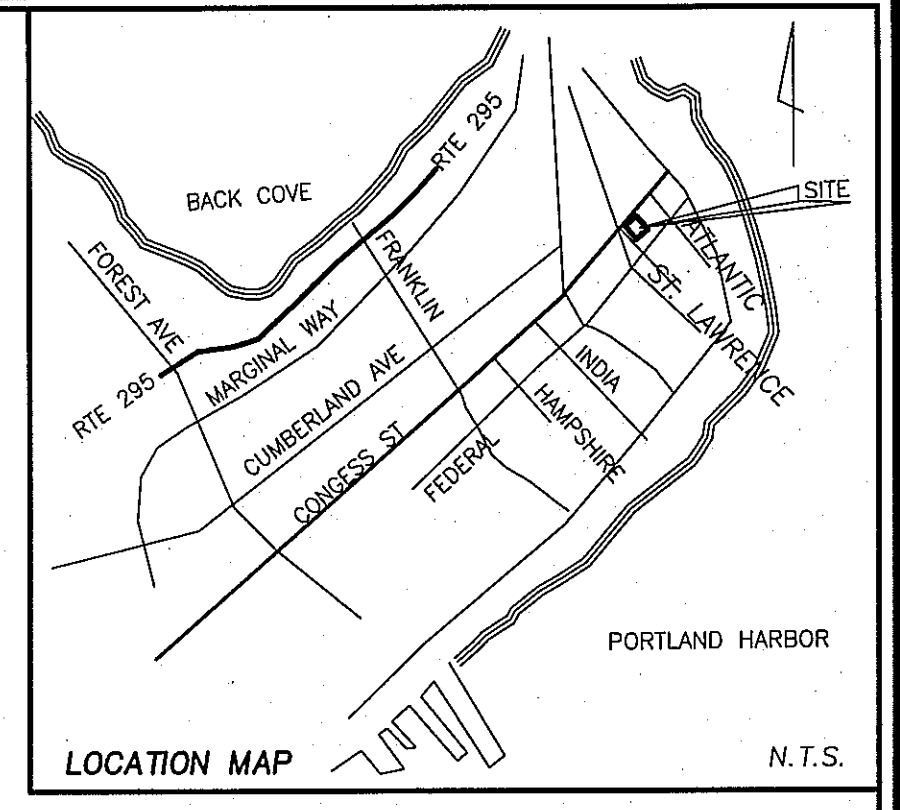 RTE 295
BACK COVE
SITE
FOREST AVE
FRANKLIN
ATLANTIC
ST. LAWRENCE
MARGINAL WAY
RTE 295
CUMBERLAND AVE
INDIA
HAMPSHIRE
CONGESS ST
FEDERAL
PORTLAND HARBOR
LOCATION MAP
N.T.S.